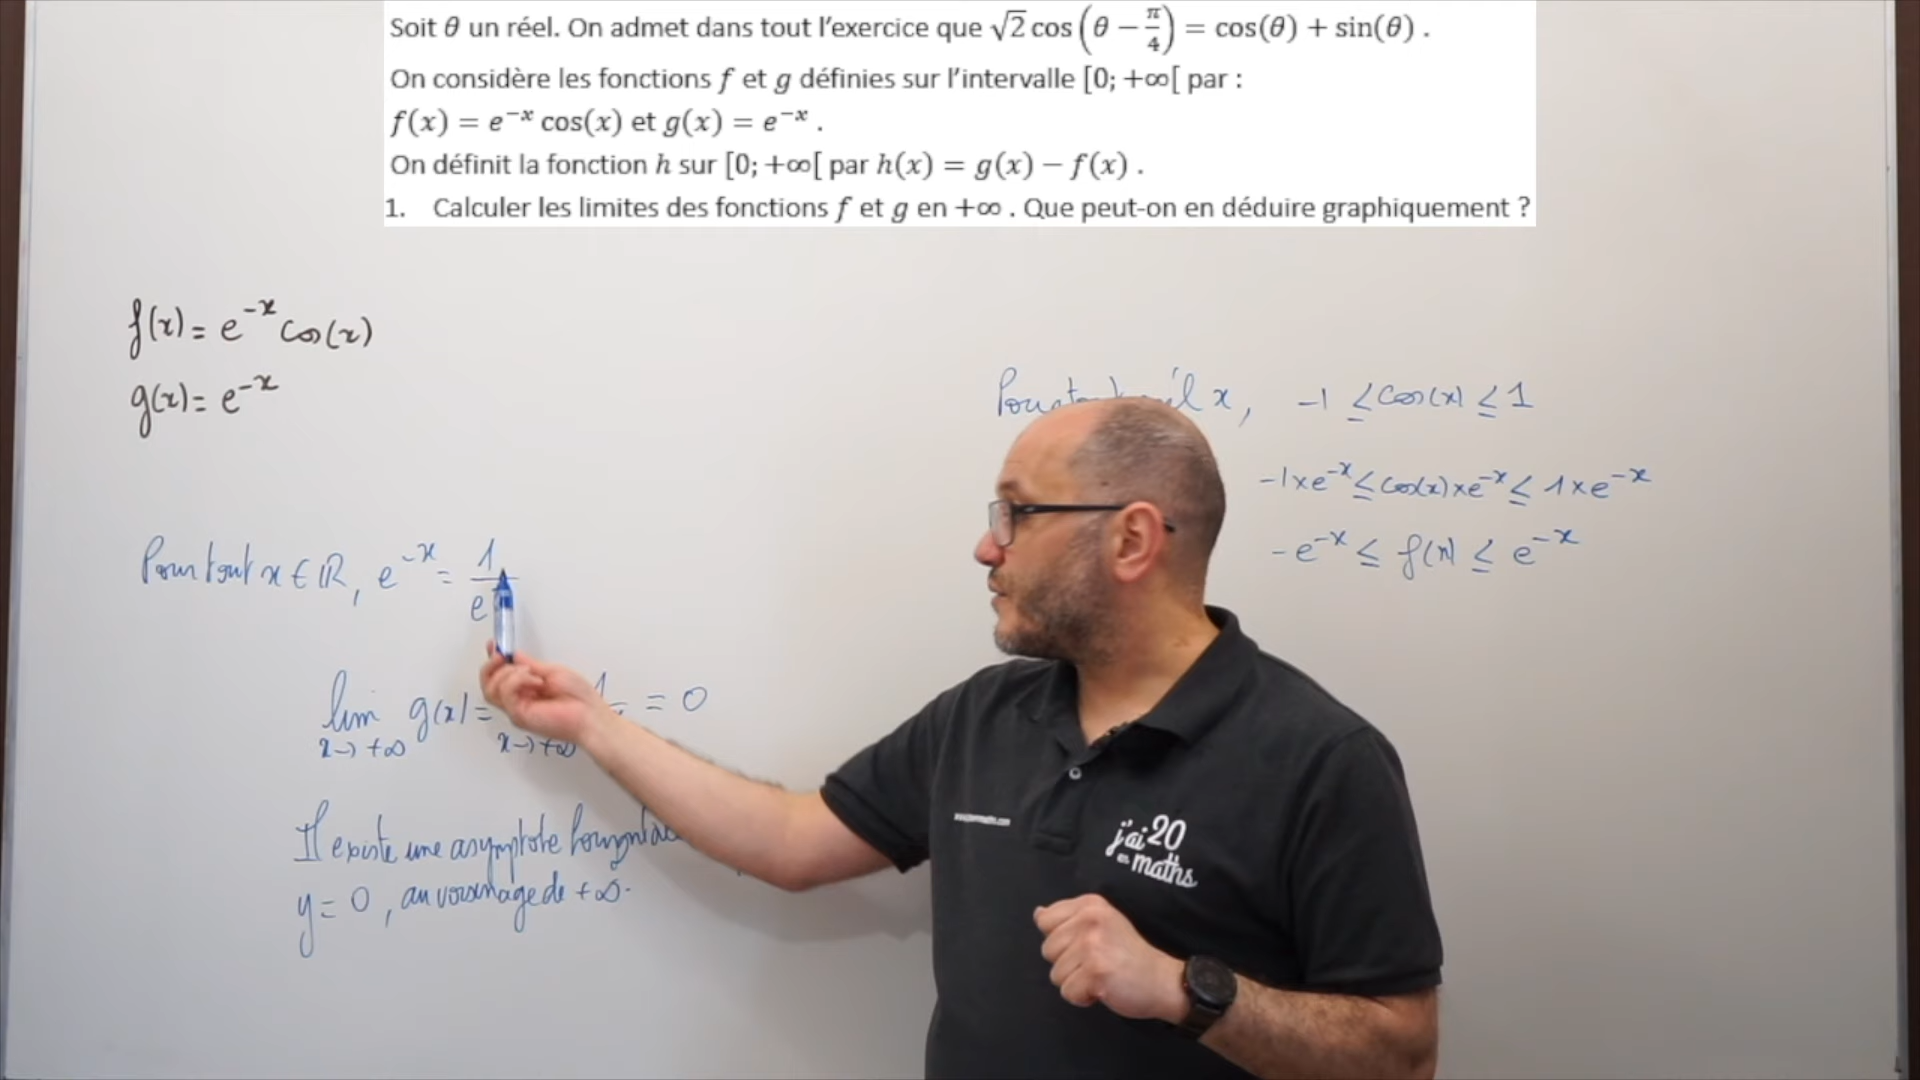 Soit θ un réel. On admet dans tout l'exercice que √2 cos(θ − π/4) = cos(θ) + sin(θ) .
On considère les fonctions f et g définies sur l'intervalle [0; +∞[ par :
f(x) = e^{−x} cos(x) et g(x) = e^{−x} .
On définit la fonction h sur [0; +∞[ par h(x) = g(x) − f(x) .
1. Calculer les limites des fonctions f et g en +∞ . Que peut-on en déduire graphiquement ?
f(x) = e^{-x} cos(x)
g(x) = e^{-x}
Pour tout x ∈ ℝ, e^{-x} = 1/e
lim g(x) = 1 = 0
x→+∞ x→+∞
Il existe une asymptote
y = 0, au voisinage de +∞.
x, -1 ≤ cos(x) ≤ 1
-1×e^{-x} ≤ cos(x)×e^{-x} ≤ 1×e^{-x}
-e^{-x} ≤ f(x) ≤ e^{-x}
j'ai 20
en maths